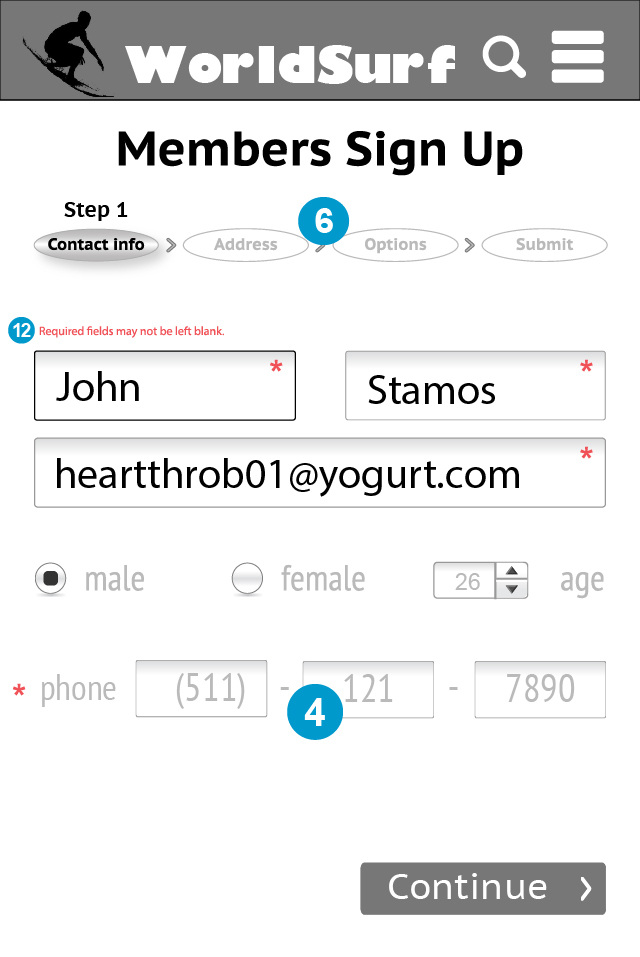 WorldSurf
Members Sign Up
Step 1
Contact info > Address > Options > Submit
6
12 Required fields may not be left blank.
John * Stamos *
heartthrob01@yogurt.com *
male female 26 age
* phone (511) - 121 - 7890
4
Continue >